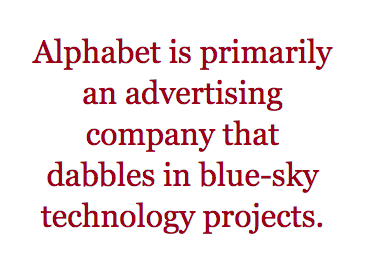 Alphabet is primarily
an advertising
company that
dabbles in blue-sky
technology projects.